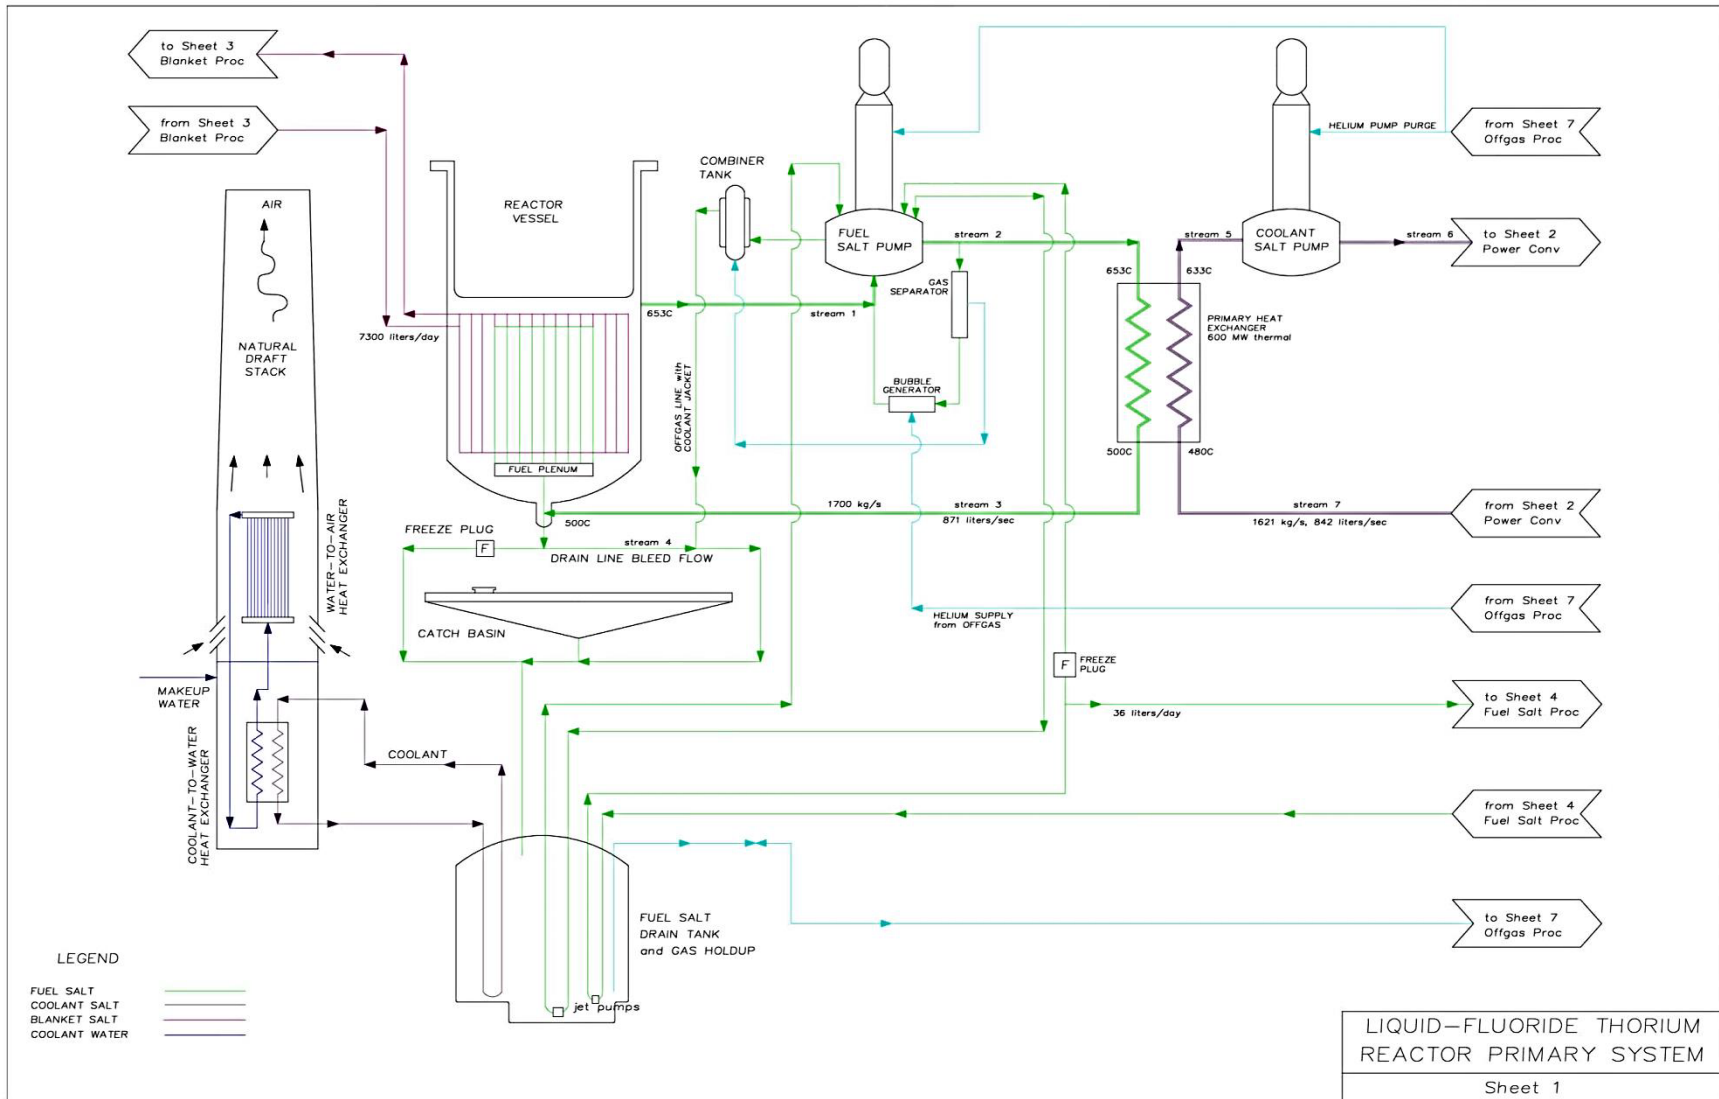 to Sheet 3
Blanket Proc
from Sheet 3
Blanket Proc
AIR
NATURAL
DRAFT
STACK
WATER-TO-AIR
HEAT EXCHANGER
MAKEUP
WATER
COOLANT-TO-WATER
HEAT EXCHANGER
COOLANT
REACTOR
VESSEL
7300 liters/day
FUEL PLENUM
653C
stream 1
500C
FREEZE PLUG
F
stream 4
DRAIN LINE BLEED FLOW
CATCH BASIN
COMBINER
TANK
OFFGAS LINE with
COOLANT JACKET
FUEL
SALT PUMP
stream 2
GAS
SEPARATOR
BUBBLE
GENERATOR
1700 kg/s
stream 3
871 liters/sec
653C
633C
PRIMARY HEAT
EXCHANGER
600 MW thermal
500C
480C
stream 5
COOLANT
SALT PUMP
stream 6
HELIUM PUMP PURGE
from Sheet 7
Offgas Proc
to Sheet 2
Power Conv
stream 7
1621 kg/s, 842 liters/sec
from Sheet 2
Power Conv
HELIUM SUPPLY
from OFFGAS
from Sheet 7
Offgas Proc
F
FREEZE
PLUG
36 liters/day
to Sheet 4
Fuel Salt Proc
from Sheet 4
Fuel Salt Proc
to Sheet 7
Offgas Proc
FUEL SALT
DRAIN TANK
and GAS HOLDUP
jet pumps
LEGEND
FUEL SALT
COOLANT SALT
BLANKET SALT
COOLANT WATER
LIQUID-FLUORIDE THORIUM
REACTOR PRIMARY SYSTEM
Sheet 1